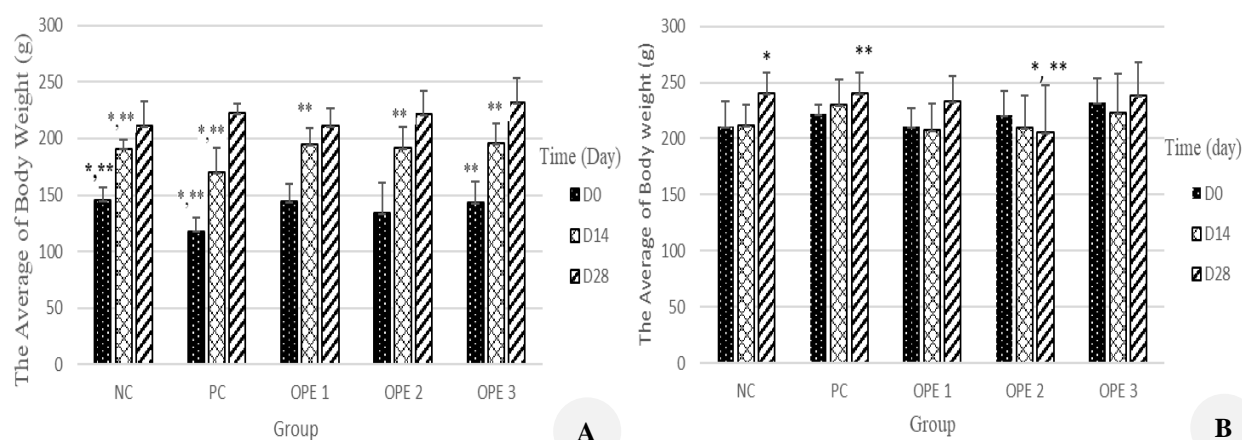 The Average of Body Weight (g)
300
250
200
150
100
50
0
*,**
*,**
*,**
*,**
**
**
**
**
NC
PC
OPE 1
OPE 2
OPE 3
Group
Time (Day)
D0
D14
D28
A
The Average of Body weight (g)
300
250
200
150
100
50
0
*
**
*,**
NC
PC
OPE 1
OPE 2
OPE 3
Group
Time (day)
D0
D14
D28
B